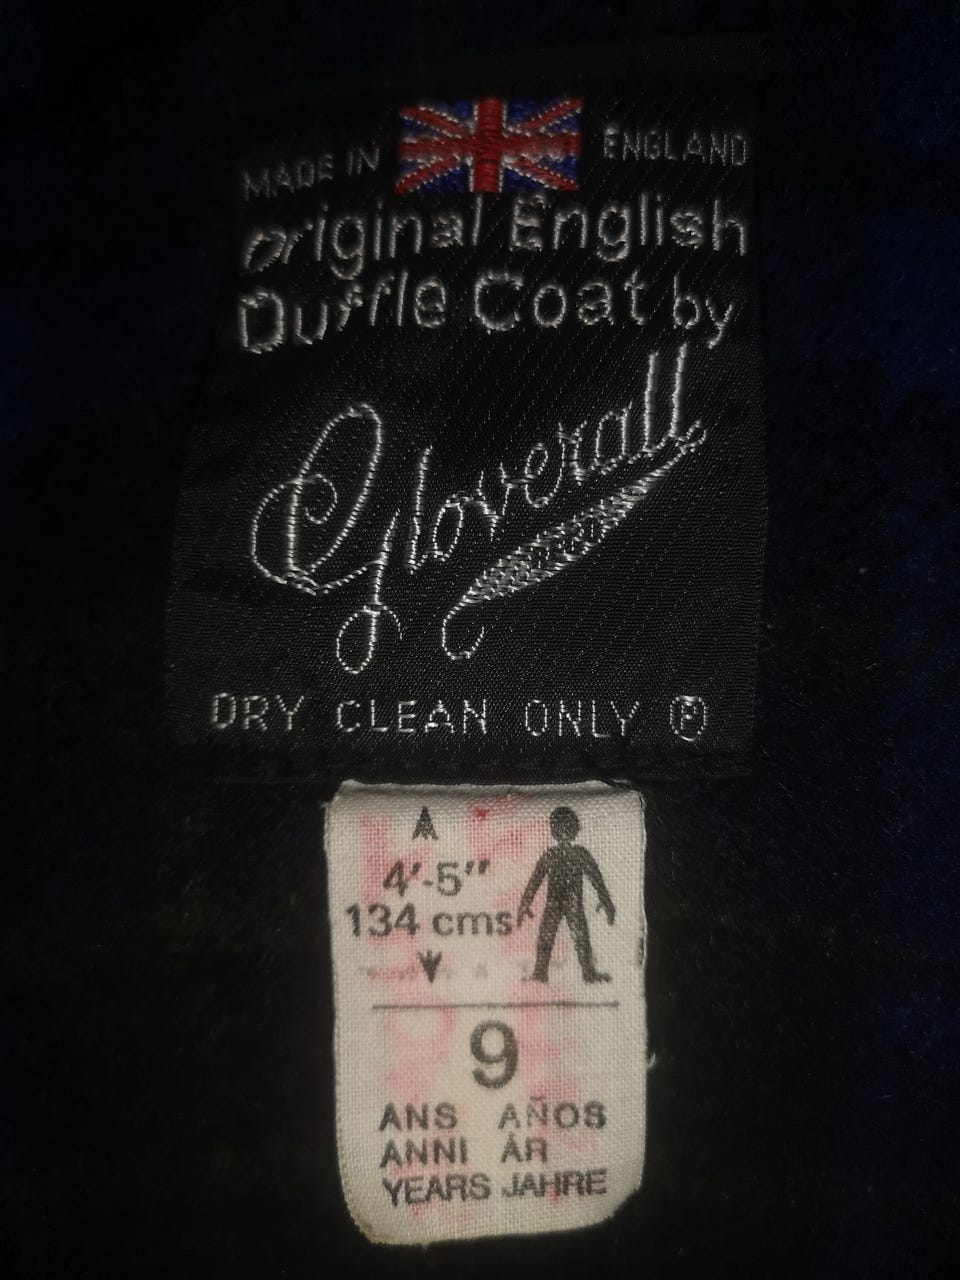 MADE IN ENGLAND
original English
Duffle Coat by
Gloverall
REGD
DRY CLEAN ONLY Ⓟ
4'-5"
134 cms
9
ANS AÑOS
ANNI ÅR
YEARS JAHRE